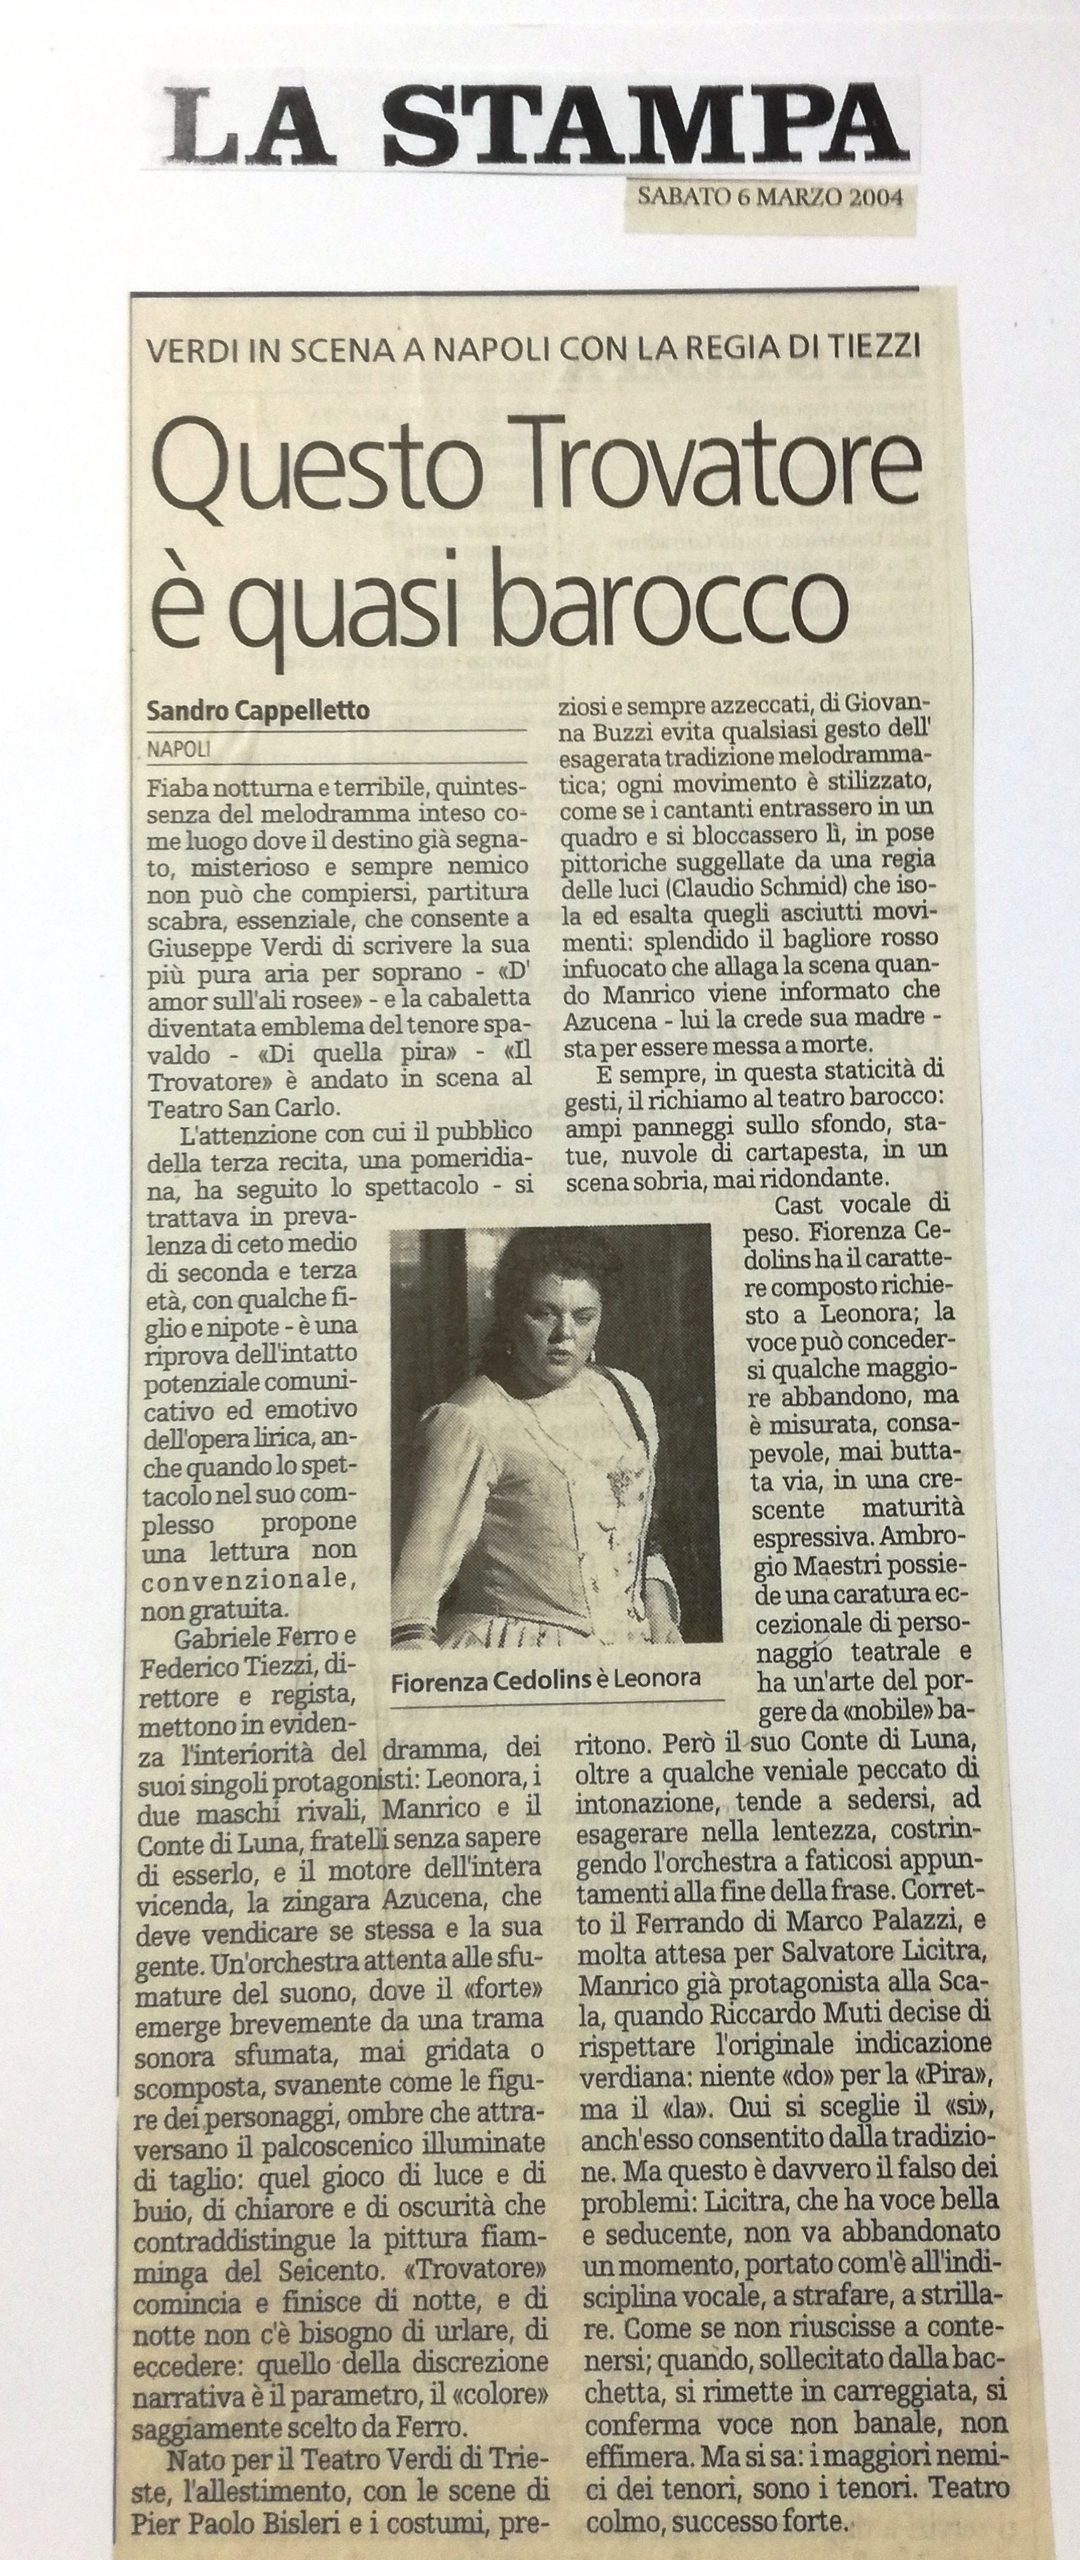 LA STAMPA
SABATO 6 MARZO 2004
VERDI IN SCENA A NAPOLI CON LA REGIA DI TIEZZI
Questo Trovatore
è quasi barocco
Sandro Cappelletto
NAPOLI
Fiaba notturna e terribile, quintes-
senza del melodramma inteso co-
me luogo dove il destino già segna-
to, misterioso e sempre nemico
non può che compiersi, partitura
scabra, essenziale, che consente a
Giuseppe Verdi di scrivere la sua
più pura aria per soprano - «D'
amor sull'ali rosee» - e la cabaletta
diventata emblema del tenore spa-
valdo - «Di quella pira» - «Il
Trovatore» è andato in scena al
Teatro San Carlo.
L'attenzione con cui il pubblico
della terza recita, una pomeridia-
na, ha seguito lo spettacolo - si
trattava in preva-
lenza di ceto medio
di seconda e terza
età, con qualche fi-
glio e nipote - è una
riprova dell'intatto
potenziale comuni-
cativo ed emotivo
dell'opera lirica, an-
che quando lo spet-
tacolo nel suo com-
plesso propone
una lettura non
convenzionale,
non gratuita.
Gabriele Ferro e
Federico Tiezzi, di-
rettore e regista,
mettono in eviden-
za l'interiorità del dramma, dei
suoi singoli protagonisti: Leonora, i
due maschi rivali, Manrico e il
Conte di Luna, fratelli senza sapere
di esserlo, e il motore dell'intera
vicenda, la zingara Azucena, che
deve vendicare se stessa e la sua
gente. Un'orchestra attenta alle sfu-
mature del suono, dove il «forte»
emerge brevemente da una trama
sonora sfumata, mai gridata o
scomposta, svanente come le figu-
re dei personaggi, ombre che attra-
versano il palcoscenico illuminate
di taglio: quel gioco di luce e di
buio, di chiarore e di oscurità che
contraddistingue la pittura fiam-
minga del Seicento. «Trovatore»
comincia e finisce di notte, e di
notte non c'è bisogno di urlare, di
eccedere: quello della discrezione
narrativa è il parametro, il «colore»
saggiamente scelto da Ferro.
Nato per il Teatro Verdi di Trie-
ste, l'allestimento, con le scene di
Pier Paolo Bisleri e i costumi, pre-
ziosi e sempre azzeccati, di Giovan-
na Buzzi evita qualsiasi gesto dell'
esagerata tradizione melodramma-
tica; ogni movimento è stilizzato,
come se i cantanti entrassero in un
quadro e si bloccassero lì, in pose
pittoriche suggellate da una regia
delle luci (Claudio Schmid) che iso-
la ed esalta quegli asciutti movi-
menti: splendido il bagliore rosso
infuocato che allaga la scena quan-
do Manrico viene informato che
Azucena - lui la crede sua madre -
sta per essere messa a morte.
E sempre, in questa staticità di
gesti, il richiamo al teatro barocco:
ampi panneggi sullo sfondo, sta-
tue, nuvole di cartapesta, in un
scena sobria, mai ridondante.
Cast vocale di
peso. Fiorenza Ce-
dolins ha il caratte-
re composto richie-
sto a Leonora; la
voce può conceder-
si qualche maggio-
re abbandono, ma
è misurata, consa-
pevole, mai butta-
ta via, in una cre-
scente maturità
espressiva. Ambro-
gio Maestri possie-
de una caratura ec-
cezionale di perso-
naggio teatrale e
ha un'arte del por-
gere da «nobile» ba-
ritono. Però il suo Conte di Luna,
oltre a qualche veniale peccato di
intonazione, tende a sedersi, ad
esagerare nella lentezza, costrin-
gendo l'orchestra a faticosi appun-
tamenti alla fine della frase. Corret-
to il Ferrando di Marco Palazzi, e
molta attesa per Salvatore Licitra,
Manrico già protagonista alla Sca-
la, quando Riccardo Muti decise di
rispettare l'originale indicazione
verdiana: niente «do» per la «Pira»,
ma il «la». Qui si sceglie il «si»,
anch'esso consentito dalla tradizio-
ne. Ma questo è davvero il falso dei
problemi: Licitra, che ha voce bella
e seducente, non va abbandonato
un momento, portato com'è all'indi-
sciplina vocale, a strafare, a strilla-
re. Come se non riuscisse a conte-
nersi; quando, sollecitato dalla bac-
chetta, si rimette in carreggiata, si
conferma voce non banale, non
effimera. Ma si sa: i maggiori nemi-
ci dei tenori, sono i tenori. Teatro
colmo, successo forte.
Fiorenza Cedolins è Leonora